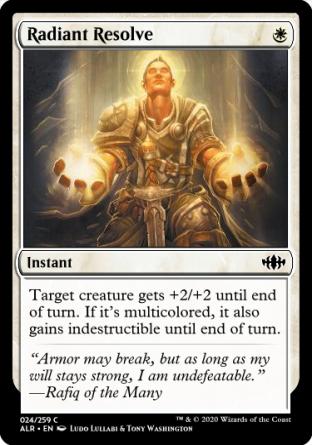 Radiant Resolve
Instant
Target creature gets +2/+2 until end
of turn. If it's multicolored, it also
gains indestructible until end of turn.
“Armor may break, but as long as my
will stays strong, I am undefeatable.”
—Rafiq of the Many
024/259 C
ALR • EN Ludo Lullabi & Tony Washington
™ & © 2020 Wizards of the Coast